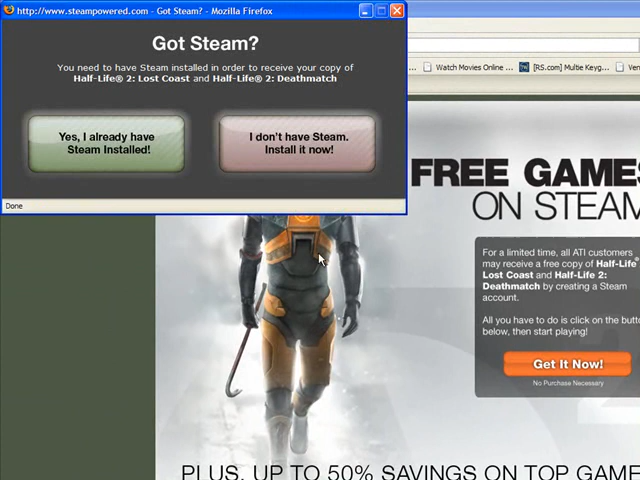 http://www.steampowered.com - Got Steam? - Mozilla Firefox
Got Steam?
You need to have Steam installed in order to receive your copy of
Half-Life® 2: Lost Coast and Half-Life® 2: Deathmatch
Yes, I already have
Steam Installed!
I don't have Steam.
Install it now!
Done
Watch Movies Online ...
[RS.com] Multie Keyg...
Ven
FREE GAMES
ON STEAM
For a limited time, all ATI customers
may receive a free copy of Half-Life®
Lost Coast and Half-Life 2:
Deathmatch by creating a Steam
account.
All you have to do is click on the butto
below, then start playing!
Get It Now!
No Purchase Necessary
PLUS, UP TO 50% SAVINGS ON TOP GAME